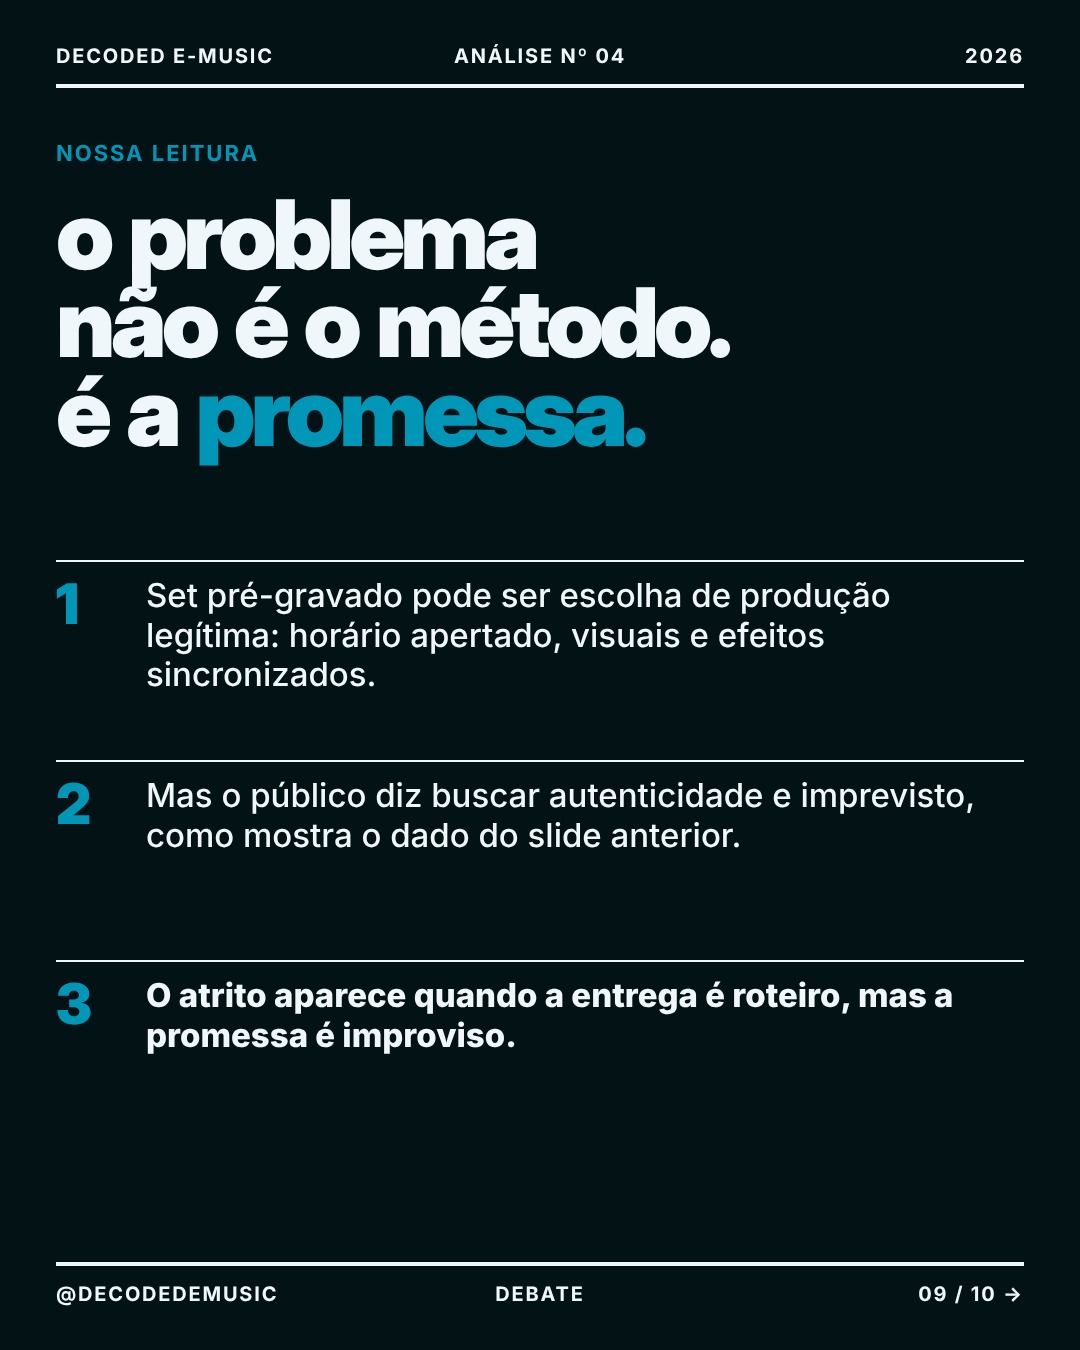 DECODED E-MUSIC
ANÁLISE Nº 04
2026
NOSSA LEITURA
o problema
não é o método.
é a promessa.
1
Set pré-gravado pode ser escolha de produção
legítima: horário apertado, visuais e efeitos
sincronizados.
2
Mas o público diz buscar autenticidade e imprevisto,
como mostra o dado do slide anterior.
3
O atrito aparece quando a entrega é roteiro, mas a
promessa é improviso.
@DECODEDEMUSIC
DEBATE
09 / 10 →